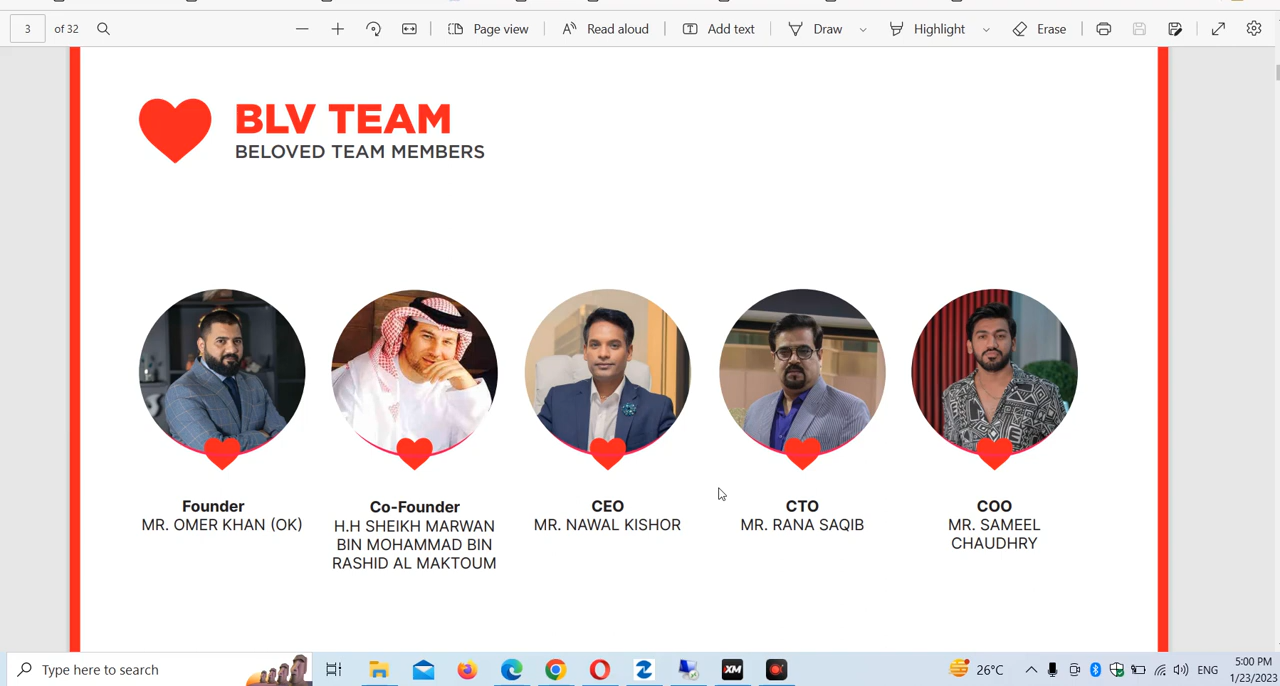 3 of 32
Page view
Read aloud
Add text
Draw
Highlight
Erase
BLV TEAM
BELOVED TEAM MEMBERS
Founder
MR. OMER KHAN (OK)
Co-Founder
H.H SHEIKH MARWAN
BIN MOHAMMAD BIN
RASHID AL MAKTOUM
CEO
MR. NAWAL KISHOR
CTO
MR. RANA SAQIB
COO
MR. SAMEEL
CHAUDHRY
Type here to search
XM
26°C
ENG
5:00 PM
1/23/2023